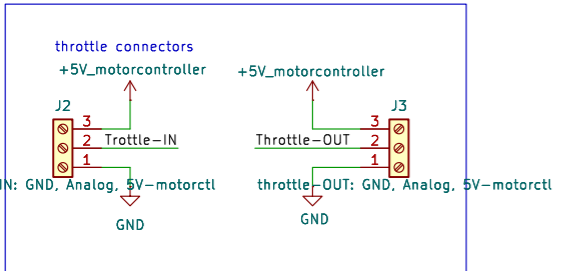 throttle connectors
+5V_motorcontroller
+5V_motorcontroller
J2
J3
3
3
2
Trottle-IN
Throttle-OUT
2
1
1
IN: GND, Analog, 5V-motorctl
throttle-OUT: GND, Analog, 5V-motorctl
GND
GND